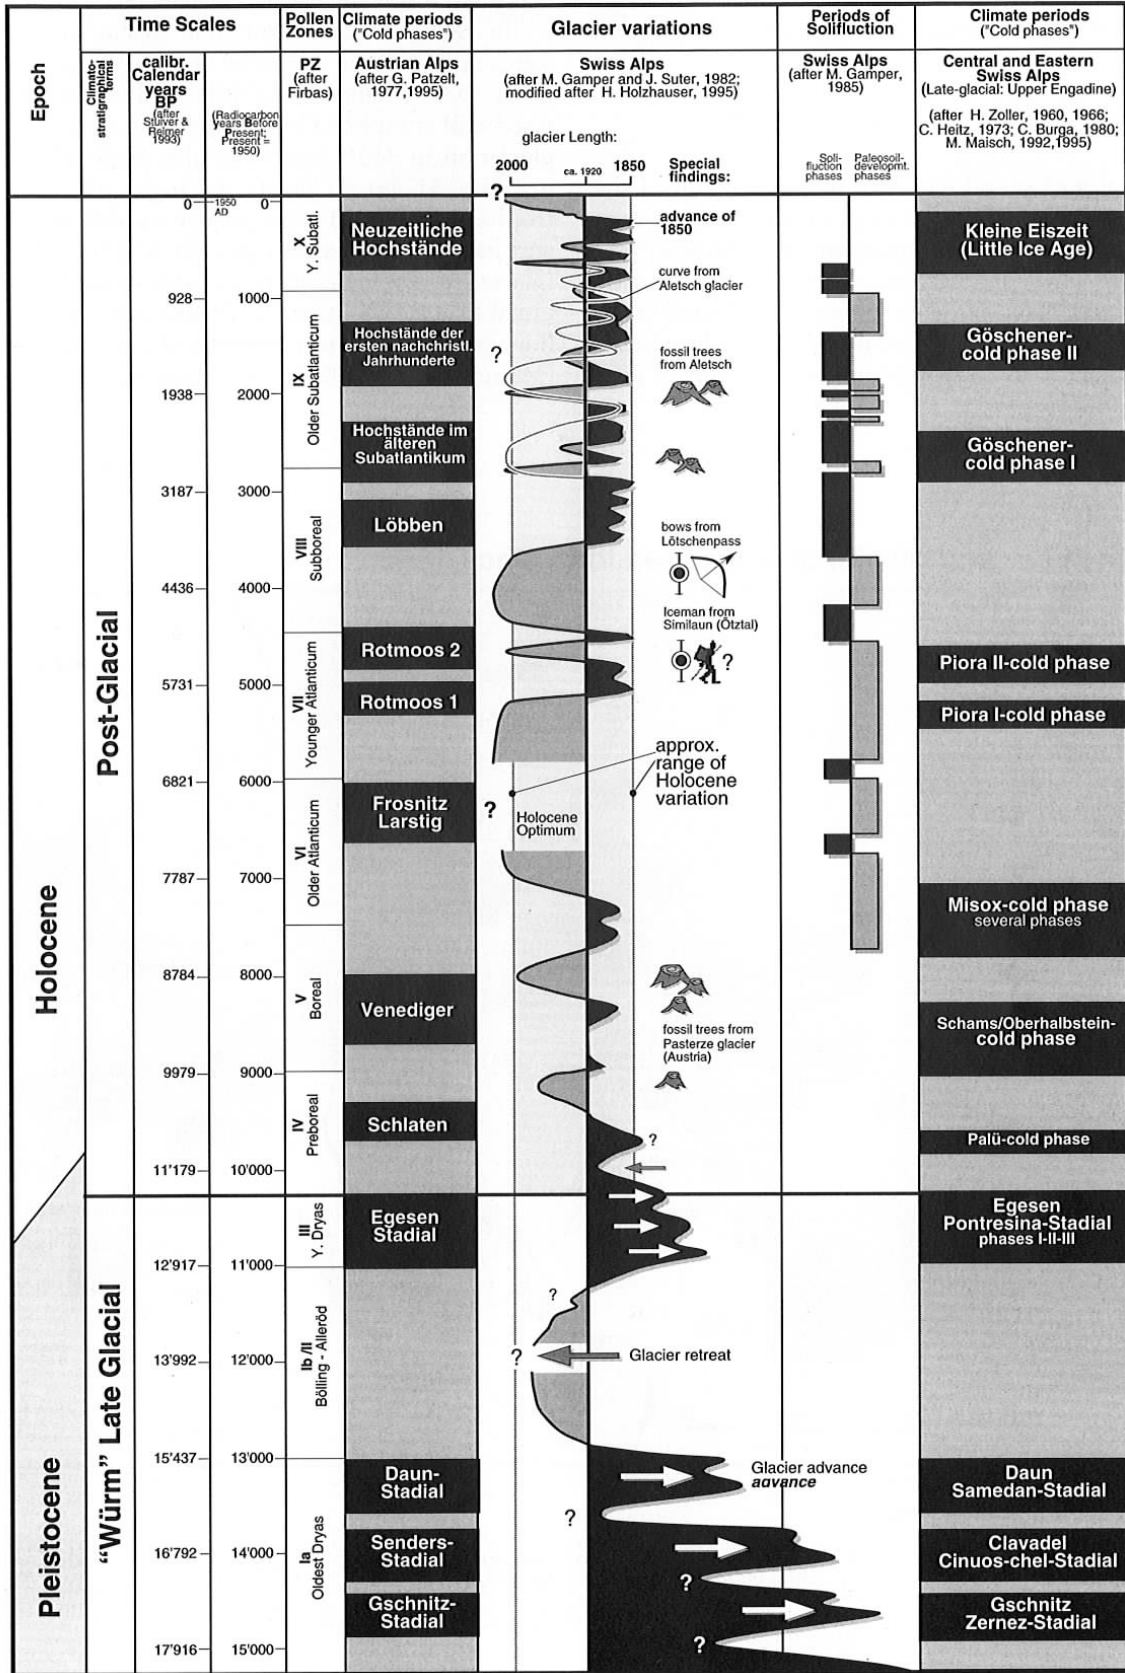 Epoch
Time Scales
Climato-
stratigraphical
terms
calibr.
Calendar
years
BP
(after
Stuiver &
Reimer
1993)
(Radiocarbon
years Before
Present;
Present =
1950)
Pollen
Zones
PZ
(after
Firbas)
Climate periods
("Cold phases")
Austrian Alps
(after G. Patzelt,
1977,1995)
Glacier variations
Swiss Alps
(after M. Gamper and J. Suter, 1982;
modified after H. Holzhauser, 1995)
glacier Length:
2000
ca. 1920
1850
Special
findings:
Periods of
Solifluction
Swiss Alps
(after M. Gamper,
1985)
Soli-
fluction
phases
Paleosoil-
developmt.
phases
Climate periods
("Cold phases")
Central and Eastern
Swiss Alps
(Late-glacial: Upper Engadine)
(after H. Zoller, 1960, 1966;
C. Heitz, 1973; C. Burga, 1980;
M. Maisch, 1992,1995)
Holocene
Pleistocene
Post-Glacial
"Würm" Late Glacial
0
928
1938
3187
4436
5731
6821
7787
8784
9979
11'179
12'917
13'992
15'437
16'792
17'916
1950
AD
0
1000
2000
3000
4000
5000
6000
7000
8000
9000
10'000
11'000
12'000
13'000
14'000
15'000
X
Y. Subatl.
IX
Older Subatlanticum
VIII
Subboreal
VII
Younger Atlanticum
VI
Older Atlanticum
V
Boreal
IV
Preboreal
III
Y. Dryas
Ib /II
Bölling - Alleröd
Ia
Oldest Dryas
Neuzeitliche
Hochstände
Hochstände der
ersten nachchristl.
Jahrhunderte
Hochstände im
älteren
Subatlantikum
Löbben
Rotmoos 2
Rotmoos 1
Frosnitz
Larstig
Venediger
Schlaten
Egesen
Stadial
Daun-
Stadial
Senders-
Stadial
Gschnitz-
Stadial
?
advance of
1850
curve from
Aletsch glacier
?
fossil trees
from Aletsch
bows from
Lötschenpass
Iceman from
Similaun (Ötztal)
?
approx.
range of
Holocene
variation
?
Holocene
Optimum
fossil trees from
Pasterze glacier
(Austria)
?
?
?
Glacier retreat
Glacier advance
advance
?
?
?
Kleine Eiszeit
(Little Ice Age)
Göschener-
cold phase II
Göschener-
cold phase I
Piora II-cold phase
Piora I-cold phase
Misox-cold phase
several phases
Schams/Oberhalbstein-
cold phase
Palü-cold phase
Egesen
Pontresina-Stadial
phases I-II-III
Daun
Samedan-Stadial
Clavadel
Cinuos-chel-Stadial
Gschnitz
Zernez-Stadial